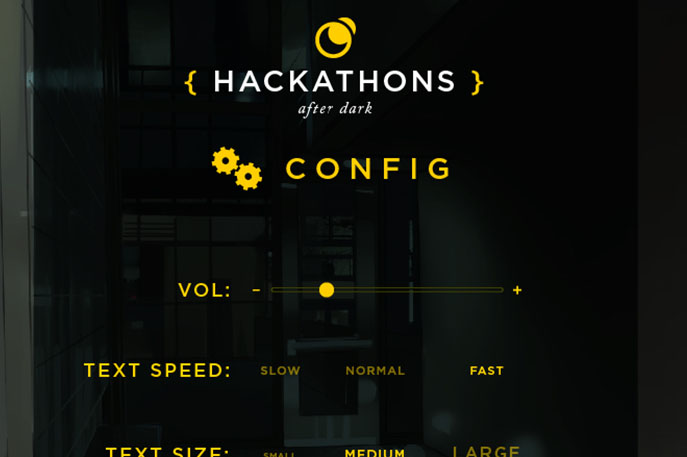 { HACKATHONS }
after dark
CONFIG
VOL: - +
TEXT SPEED: SLOW NORMAL FAST
TEXT SIZE: SMALL MEDIUM LARGE